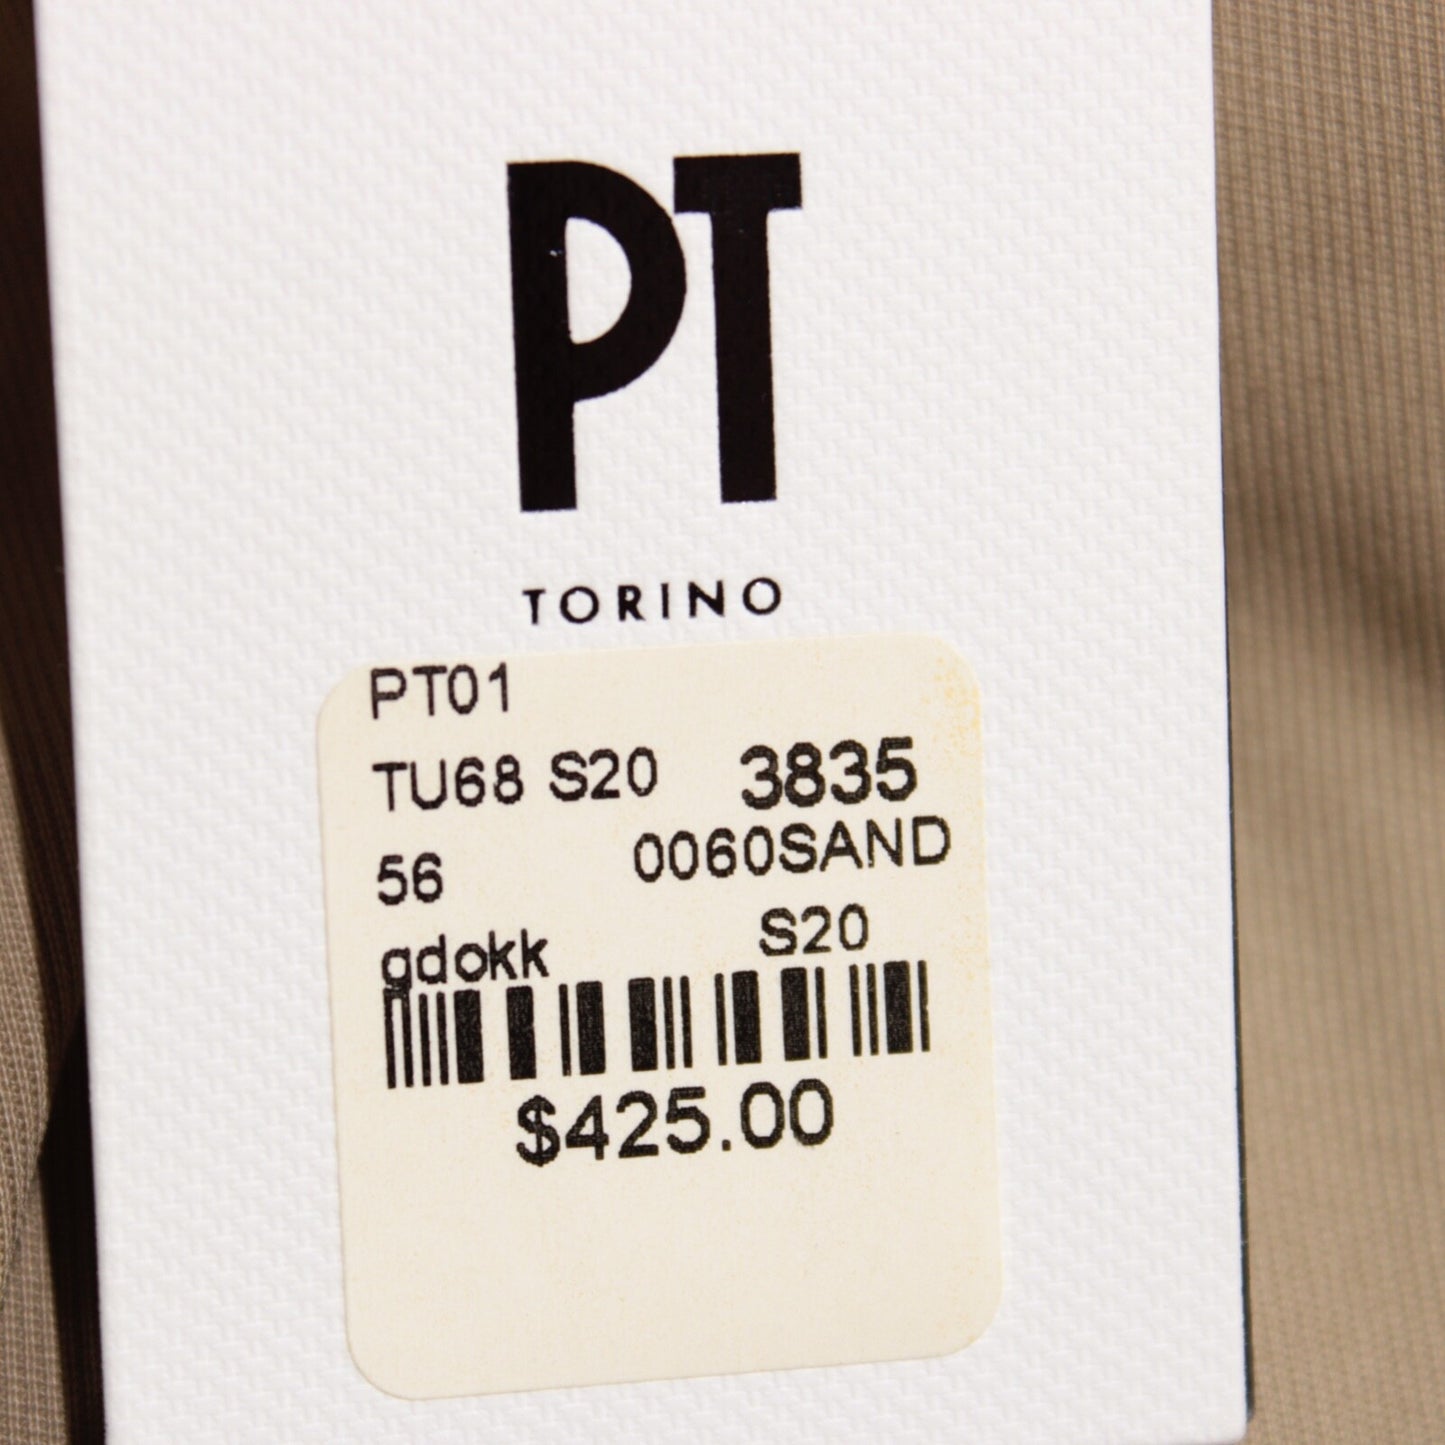 PT
TORINO
PT01
TU68 S20 3835
56 0060SAND
gdokk S20
$425.00